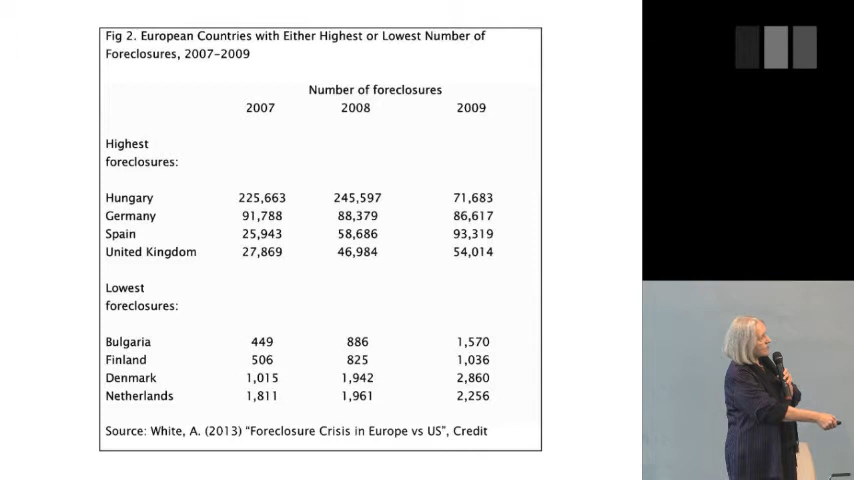 Fig 2. European Countries with Either Highest or Lowest Number of
Foreclosures, 2007-2009
Number of foreclosures
2007 2008 2009
Highest
foreclosures:
Hungary 225,663 245,597 71,683
Germany 91,788 88,379 86,617
Spain 25,943 58,686 93,319
United Kingdom 27,869 46,984 54,014
Lowest
foreclosures:
Bulgaria 449 886 1,570
Finland 506 825 1,036
Denmark 1,015 1,942 2,860
Netherlands 1,811 1,961 2,256
Source: White, A. (2013) "Foreclosure Crisis in Europe vs US", Credit